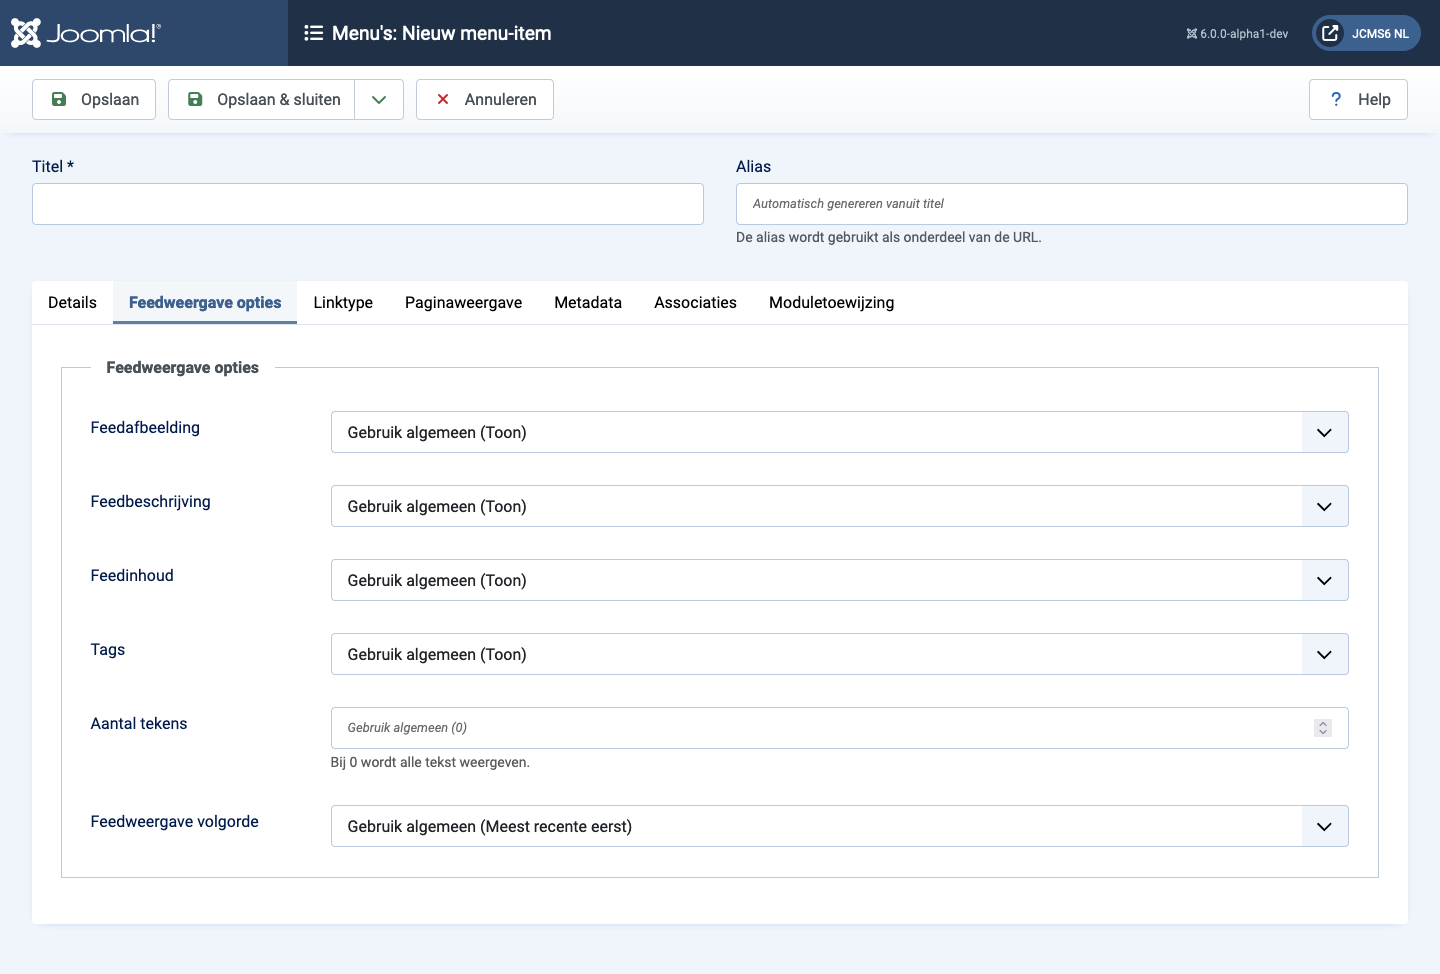 Joomla!®
Menu's: Nieuw menu-item
6.0.0-alpha1-dev
JCMS6 NL
Opslaan
Opslaan & sluiten
Annuleren
? Help
Titel *
Alias
Automatisch genereren vanuit titel
De alias wordt gebruikt als onderdeel van de URL.
Details
Feedweergave opties
Linktype
Paginaweergave
Metadata
Associaties
Moduletoewijzing
Feedweergave opties
Feedafbeelding
Gebruik algemeen (Toon)
Feedbeschrijving
Gebruik algemeen (Toon)
Feedinhoud
Gebruik algemeen (Toon)
Tags
Gebruik algemeen (Toon)
Aantal tekens
Gebruik algemeen (0)
Bij 0 wordt alle tekst weergeven.
Feedweergave volgorde
Gebruik algemeen (Meest recente eerst)